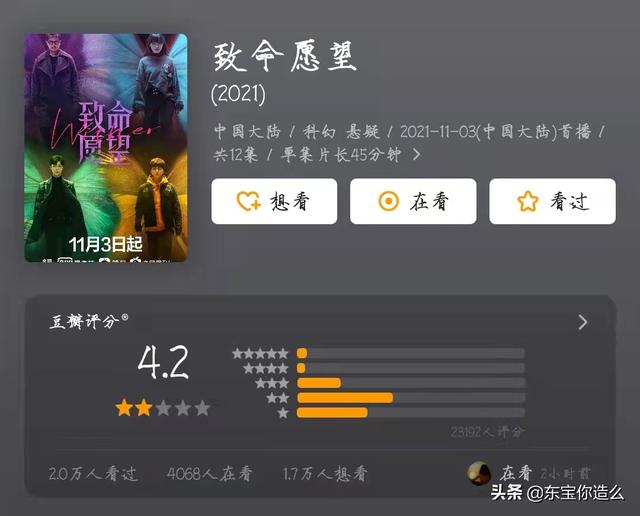 致命愿望
(2021)
中国大陆 / 科幻 悬疑 / 2021-11-03(中国大陆)首播 /
共12集 / 单集片长45分钟
致命愿望
Wisher
11月3日起
想看
在看
看过
豆瓣评分®
4.2
23192人评分
2.0万人看过
4068人在看
1.7万人想看
在看 2小时前
头条 @东宝你造么